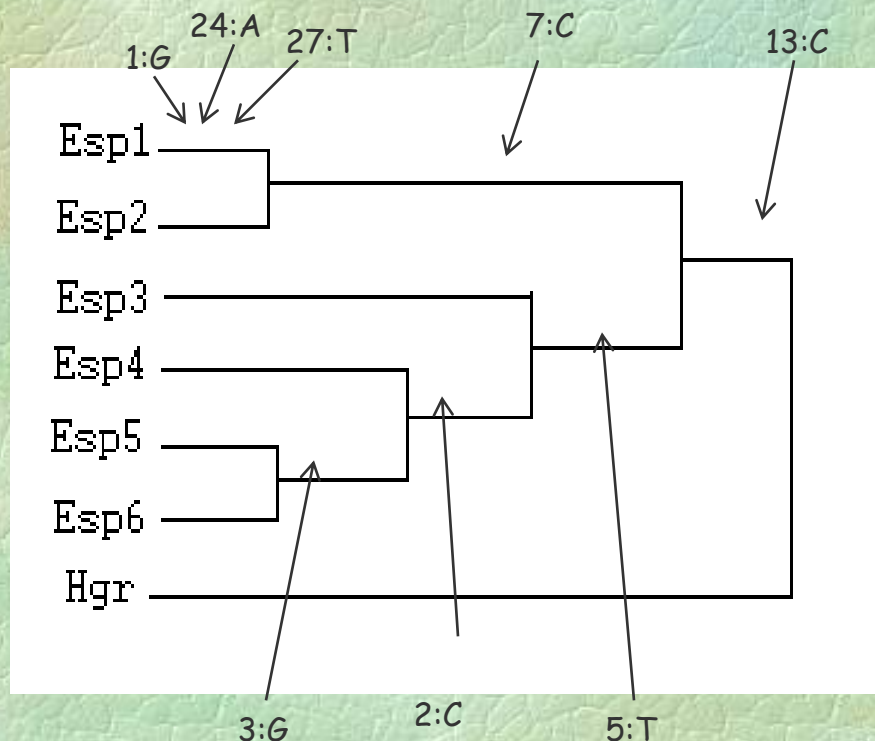 24:A
1:G
27:T
7:C
13:C
Esp1
Esp2
Esp3
Esp4
Esp5
Esp6
Hgr
3:G
2:C
5:T